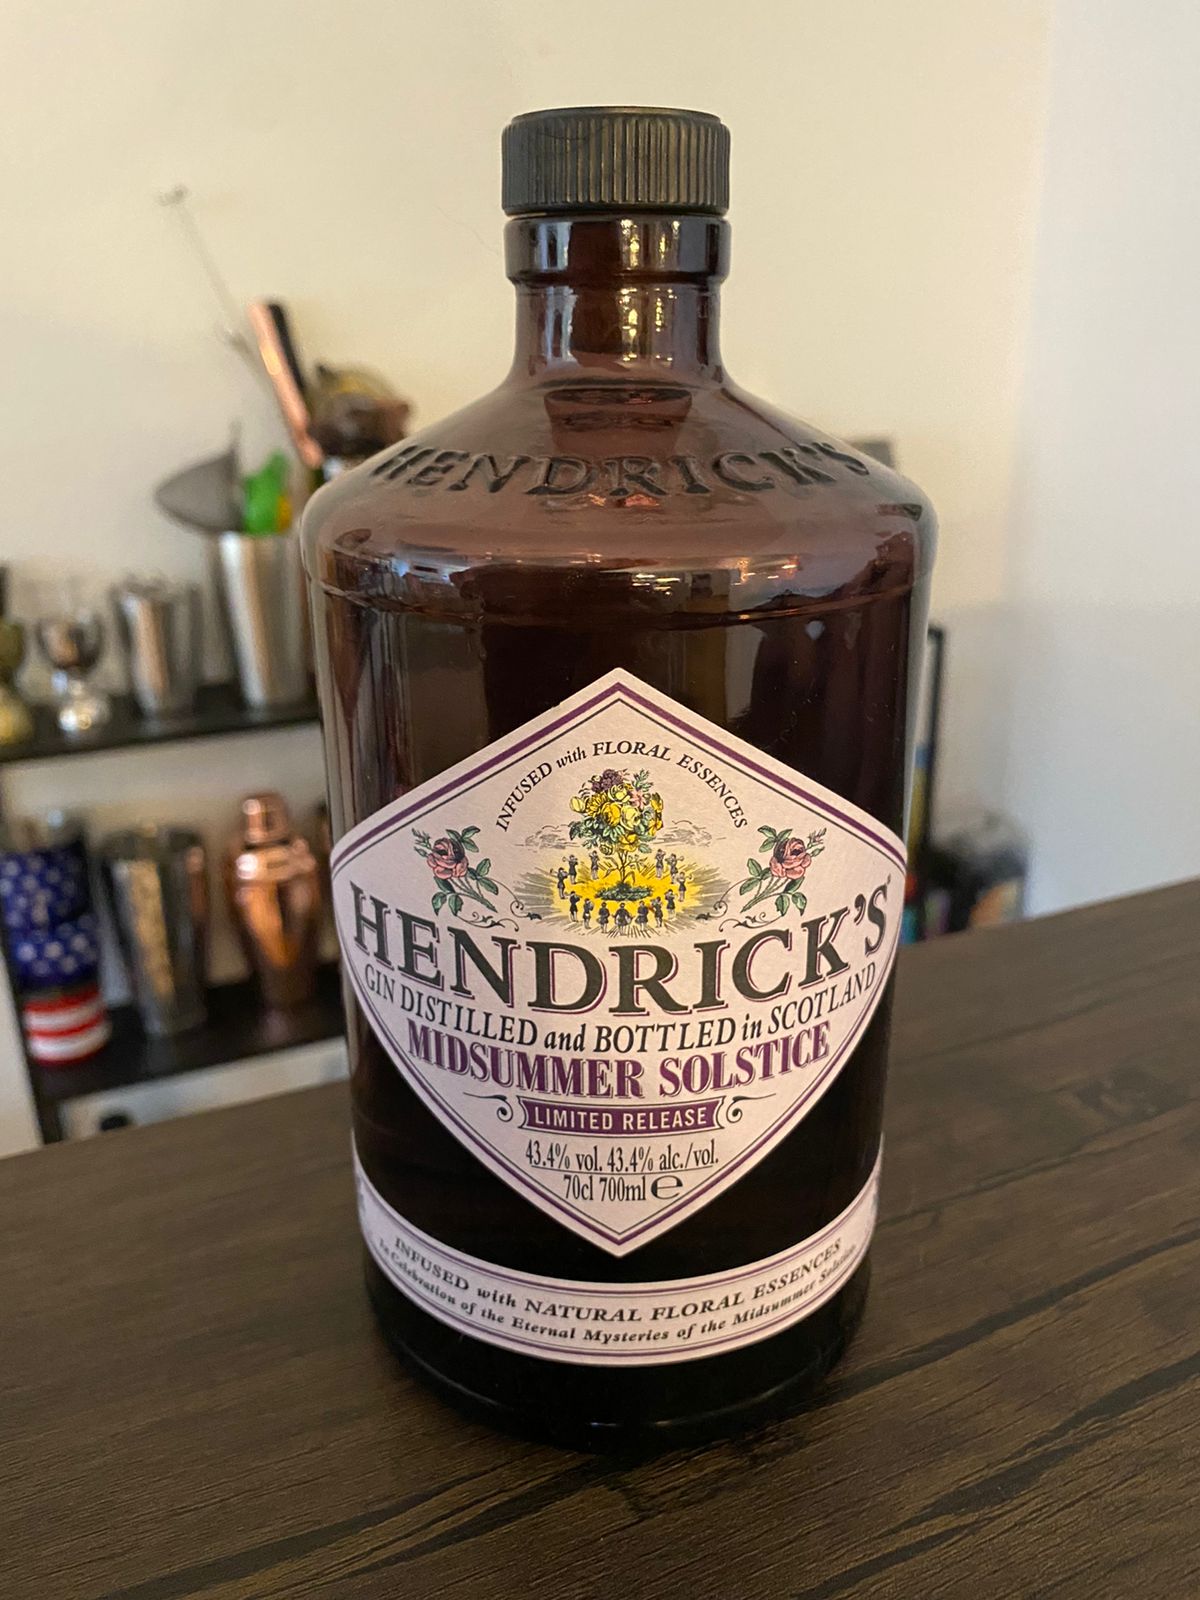 HENDRICK'S
INFUSED with FLORAL ESSENCES
HENDRICK'S
GIN DISTILLED and BOTTLED in SCOTLAND
MIDSUMMER SOLSTICE
LIMITED RELEASE
43.4% vol. 43.4% alc./vol.
70cl 700ml ℮
INFUSED with NATURAL FLORAL ESSENCES
In Celebration of the Eternal Mysteries of the Midsummer Solstice